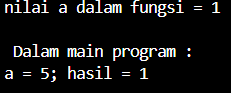 nilai a dalam fungsi = 1
Dalam main program :
a = 5; hasil = 1